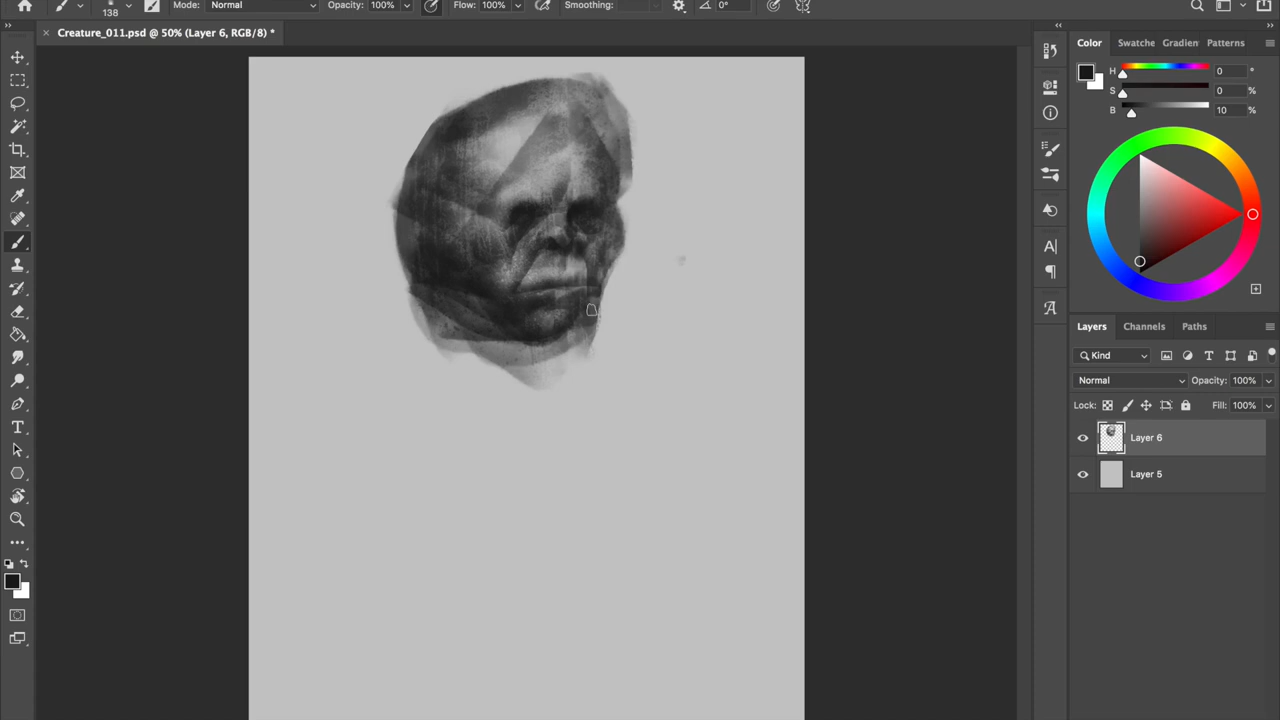 138
Mode: Normal Opacity: 100% Flow: 100% Smoothing: 0°
Creature_011.psd @ 50% (Layer 6, RGB/8) *
Color Swatche Gradien Patterns
H 0 °
S 0 %
B 10 %
Layers Channels Paths
Kind
Normal Opacity: 100%
Lock: Fill: 100%
Layer 6
Layer 5